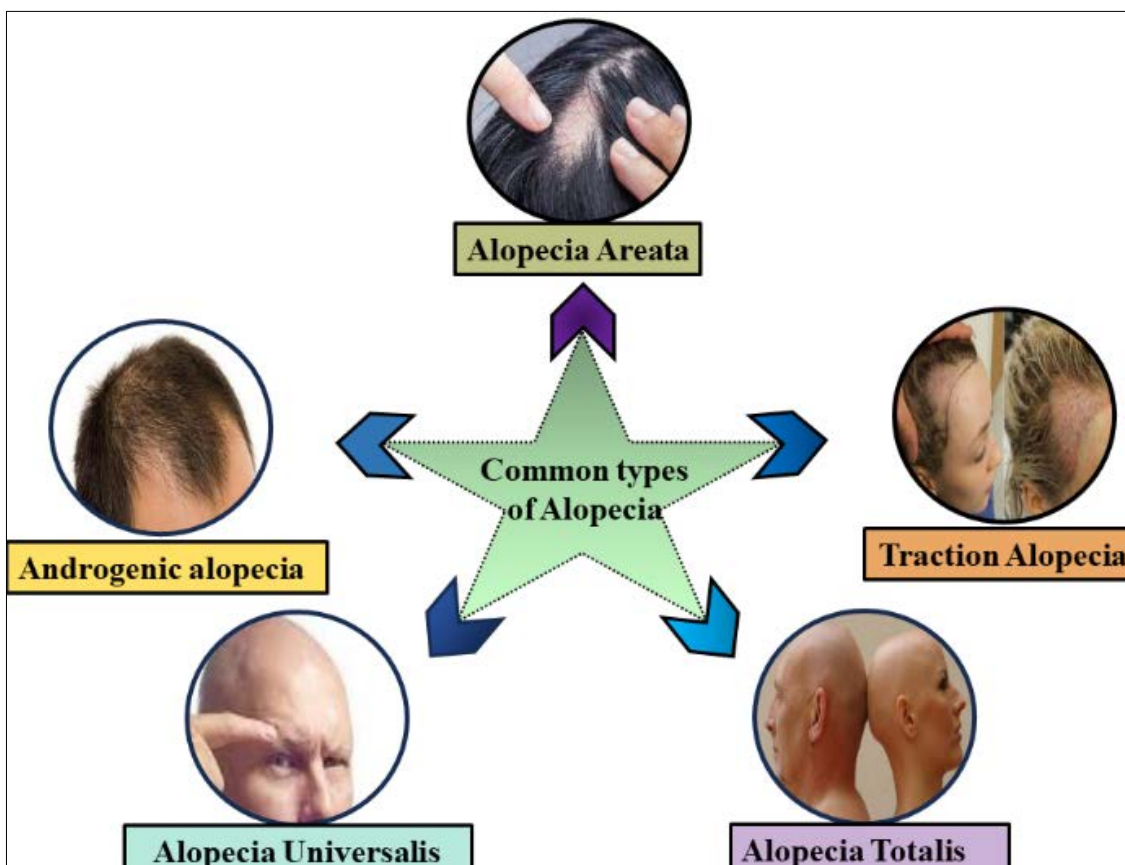 Alopecia Areata
Common types
of Alopecia
Androgenic alopecia
Traction Alopecia
Alopecia Universalis
Alopecia Totalis